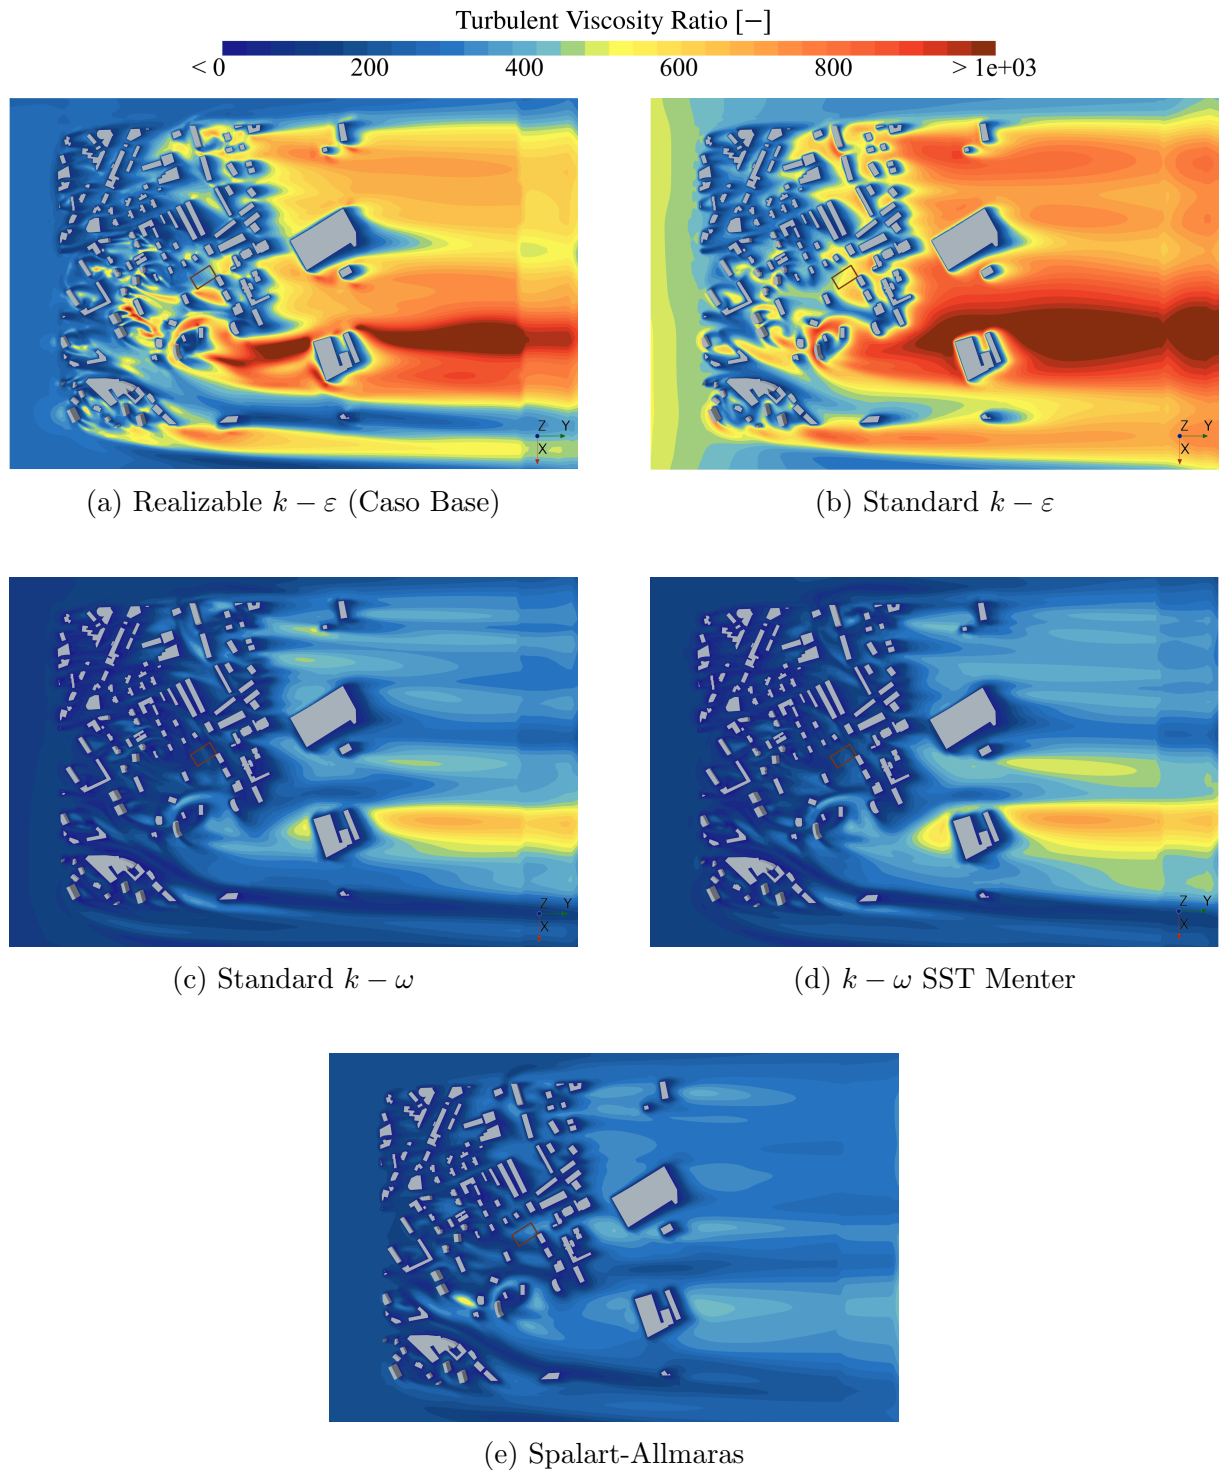 Turbulent Viscosity Ratio [−]
< 0 200 400 600 800 > 1e+03
Z Y
X
Z Y
X
(a) Realizable k − ε (Caso Base)
(b) Standard k − ε
Z Y
X
Z Y
X
(c) Standard k − ω
(d) k − ω SST Menter
(e) Spalart-Allmaras